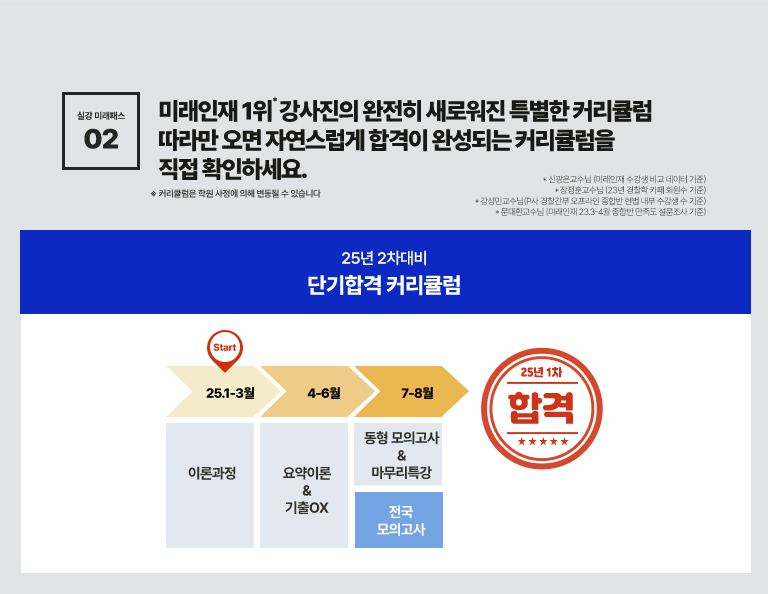 실강 미래패스
02
미래인재 1위* 강사진의 완전히 새로워진 특별한 커리큘럼
따라만 오면 자연스럽게 합격이 완성되는 커리큘럼을
직접 확인하세요.
※ 커리큘럼은 학원 사정에 의해 변동될 수 있습니다
* 신광은교수님 (미래인재 수강생 비교 데이터 기준)
* 장정훈교수님 (23년 경찰학 카페 회원수 기준)
* 강성민교수님(P사 경찰간부 오프라인 종합반 헌법 내부 수강생 수 기준)
* 문태환교수님 (미래인재 23.3-4월 종합반 만족도 설문조사 기준)
25년 2차대비
단기합격 커리큘럼
Start
25.1-3월
4-6월
7-8월
이론과정
요약이론
&
기출OX
동형 모의고사
&
마무리특강
전국
모의고사
25년 1차
합격
★★★★★